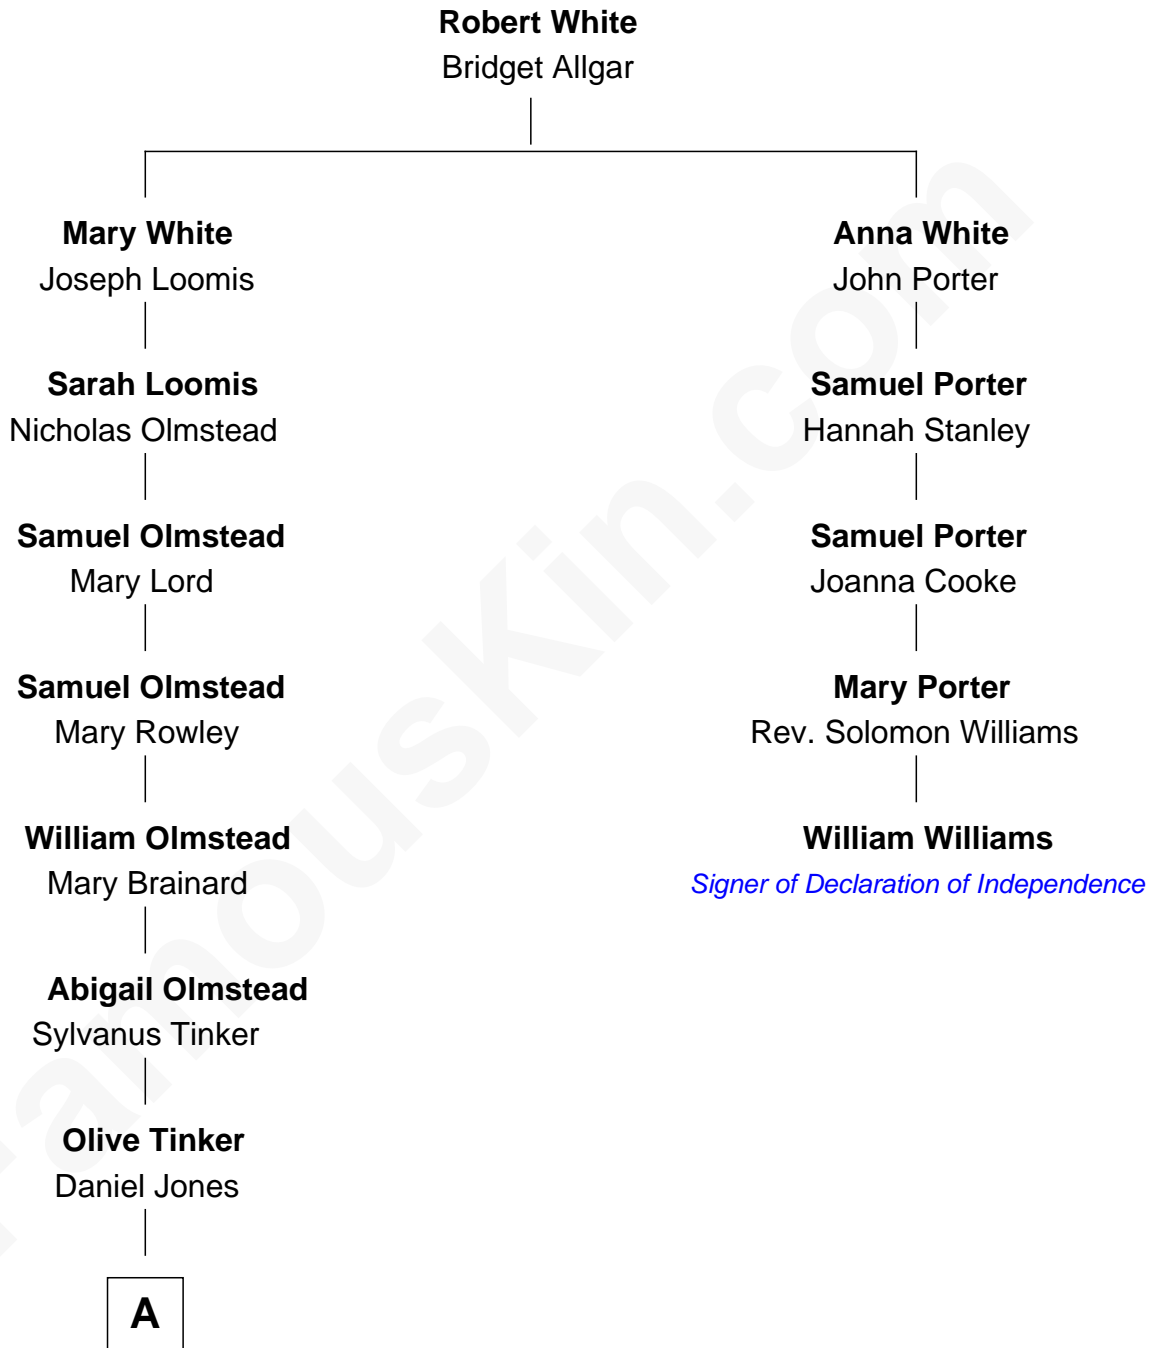 Robert White
Bridget Allgar
Mary White
Joseph Loomis
Anna White
John Porter
Sarah Loomis
Nicholas Olmstead
Samuel Porter
Hannah Stanley
Samuel Olmstead
Mary Lord
Samuel Porter
Joanna Cooke
Samuel Olmstead
Mary Rowley
Mary Porter
Rev. Solomon Williams
William Olmstead
Mary Brainard
William Williams
Signer of Declaration of Independence
Abigail Olmstead
Sylvanus Tinker
Olive Tinker
Daniel Jones
A
FamousKin.com